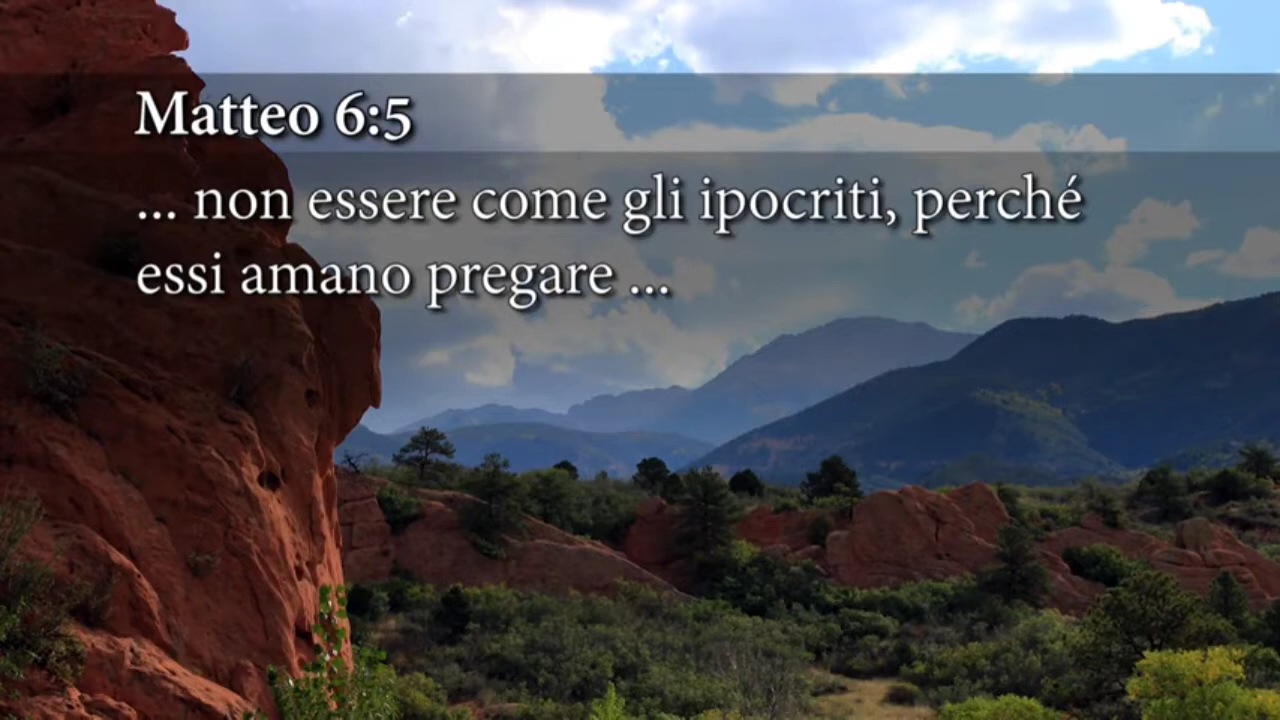 Matteo 6:5
... non essere come gli ipocriti, perché
essi amano pregare ...